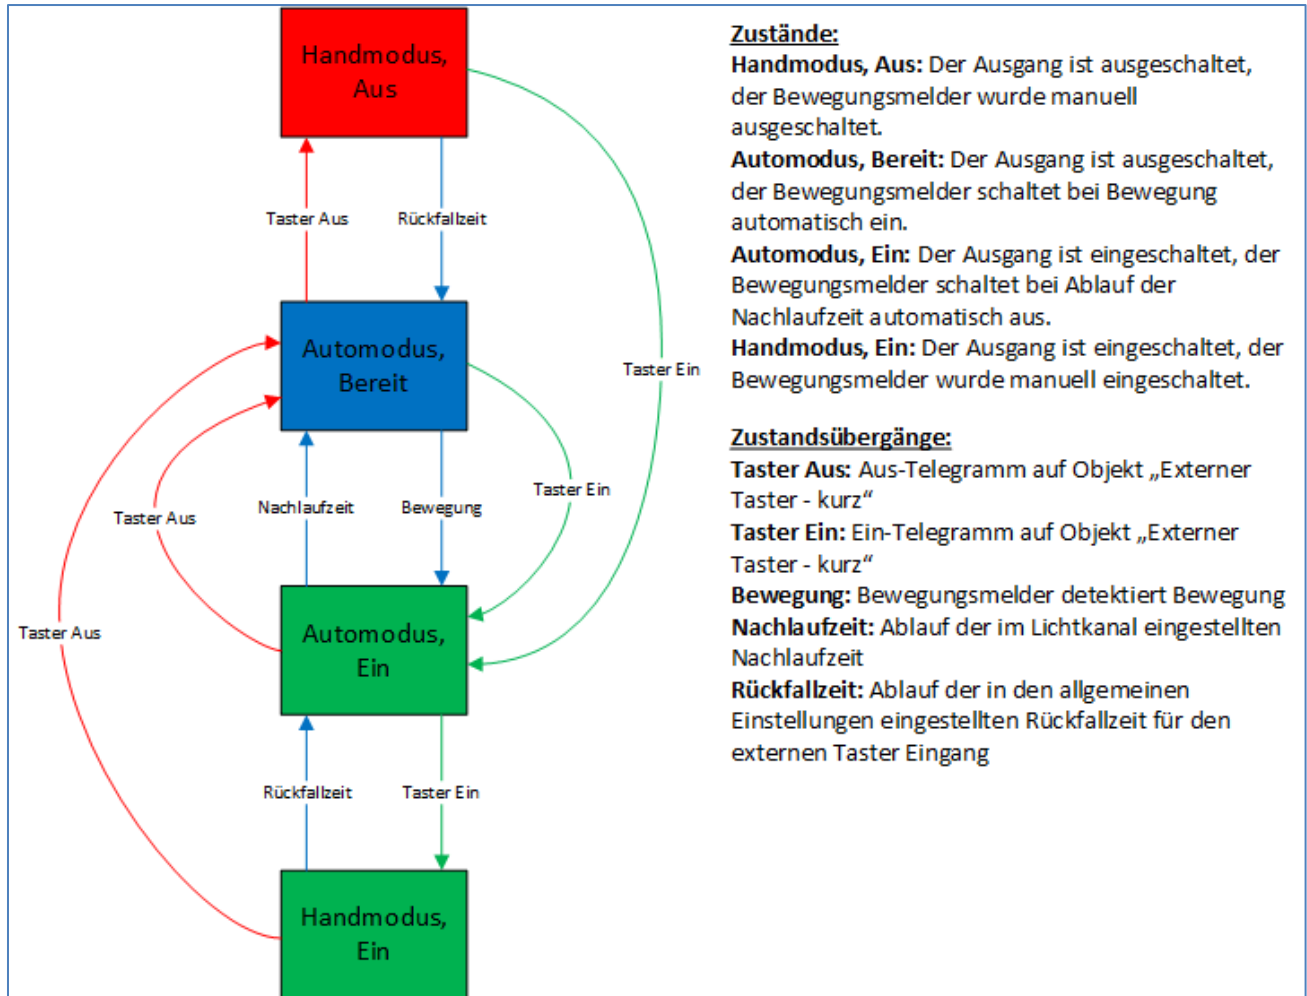 Handmodus,
Aus
Taster Aus
Rückfallzeit
Automodus,
Bereit
Taster Ein
Nachlaufzeit
Bewegung
Taster Ein
Taster Aus
Taster Aus
Automodus,
Ein
Rückfallzeit
Taster Ein
Handmodus,
Ein
Zustände:
Handmodus, Aus: Der Ausgang ist ausgeschaltet,
der Bewegungsmelder wurde manuell
ausgeschaltet.
Automodus, Bereit: Der Ausgang ist ausgeschaltet,
der Bewegungsmelder schaltet bei Bewegung
automatisch ein.
Automodus, Ein: Der Ausgang ist eingeschaltet, der
Bewegungsmelder schaltet bei Ablauf der
Nachlaufzeit automatisch aus.
Handmodus, Ein: Der Ausgang ist eingeschaltet, der
Bewegungsmelder wurde manuell eingeschaltet.
Zustandsübergänge:
Taster Aus: Aus-Telegramm auf Objekt „Externer
Taster - kurz“
Taster Ein: Ein-Telegramm auf Objekt „Externer
Taster - kurz“
Bewegung: Bewegungsmelder detektiert Bewegung
Nachlaufzeit: Ablauf der im Lichtkanal eingestellten
Nachlaufzeit
Rückfallzeit: Ablauf der in den allgemeinen
Einstellungen eingestellten Rückfallzeit für den
externen Taster Eingang